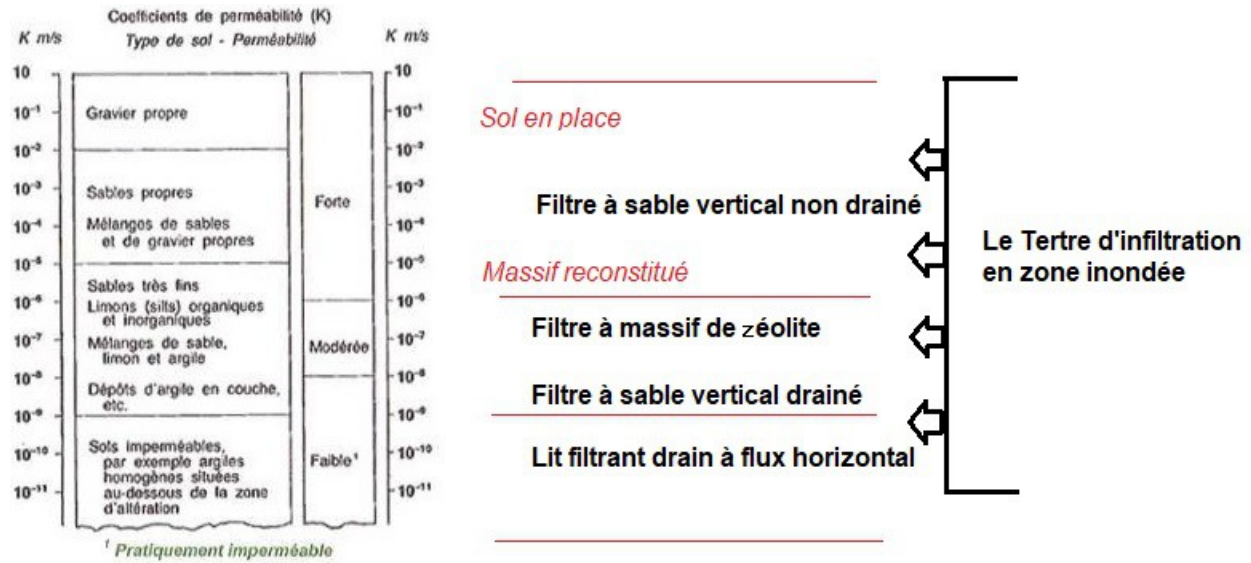 Coefficients de perméabilité (K)
Type de sol - Perméabilité
K m/s
K m/s
10
10⁻¹
10⁻²
10⁻³
10⁻⁴
10⁻⁵
10⁻⁶
10⁻⁷
10⁻⁸
10⁻⁹
10⁻¹⁰
10⁻¹¹
Gravier propre
Sables propres
Mélanges de sables
et de gravier propres
Sables très fins
Limons (silts) organiques
et inorganiques
Mélanges de sable,
limon et argile
Dépôts d'argile en couche,
etc.
Sols imperméables,
par exemple argiles
homogènes situées
au-dessous de la zone
d'altération
Forte
Modérée
Faible¹
10
10⁻¹
10⁻²
10⁻³
10⁻⁴
10⁻⁵
10⁻⁶
10⁻⁷
10⁻⁸
10⁻⁹
10⁻¹⁰
10⁻¹¹
¹ Pratiquement imperméable
Sol en place
Filtre à sable vertical non drainé
Massif reconstitué
Filtre à massif de zéolite
Filtre à sable vertical drainé
Lit filtrant drain à flux horizontal
Le Tertre d'infiltration
en zone inondée